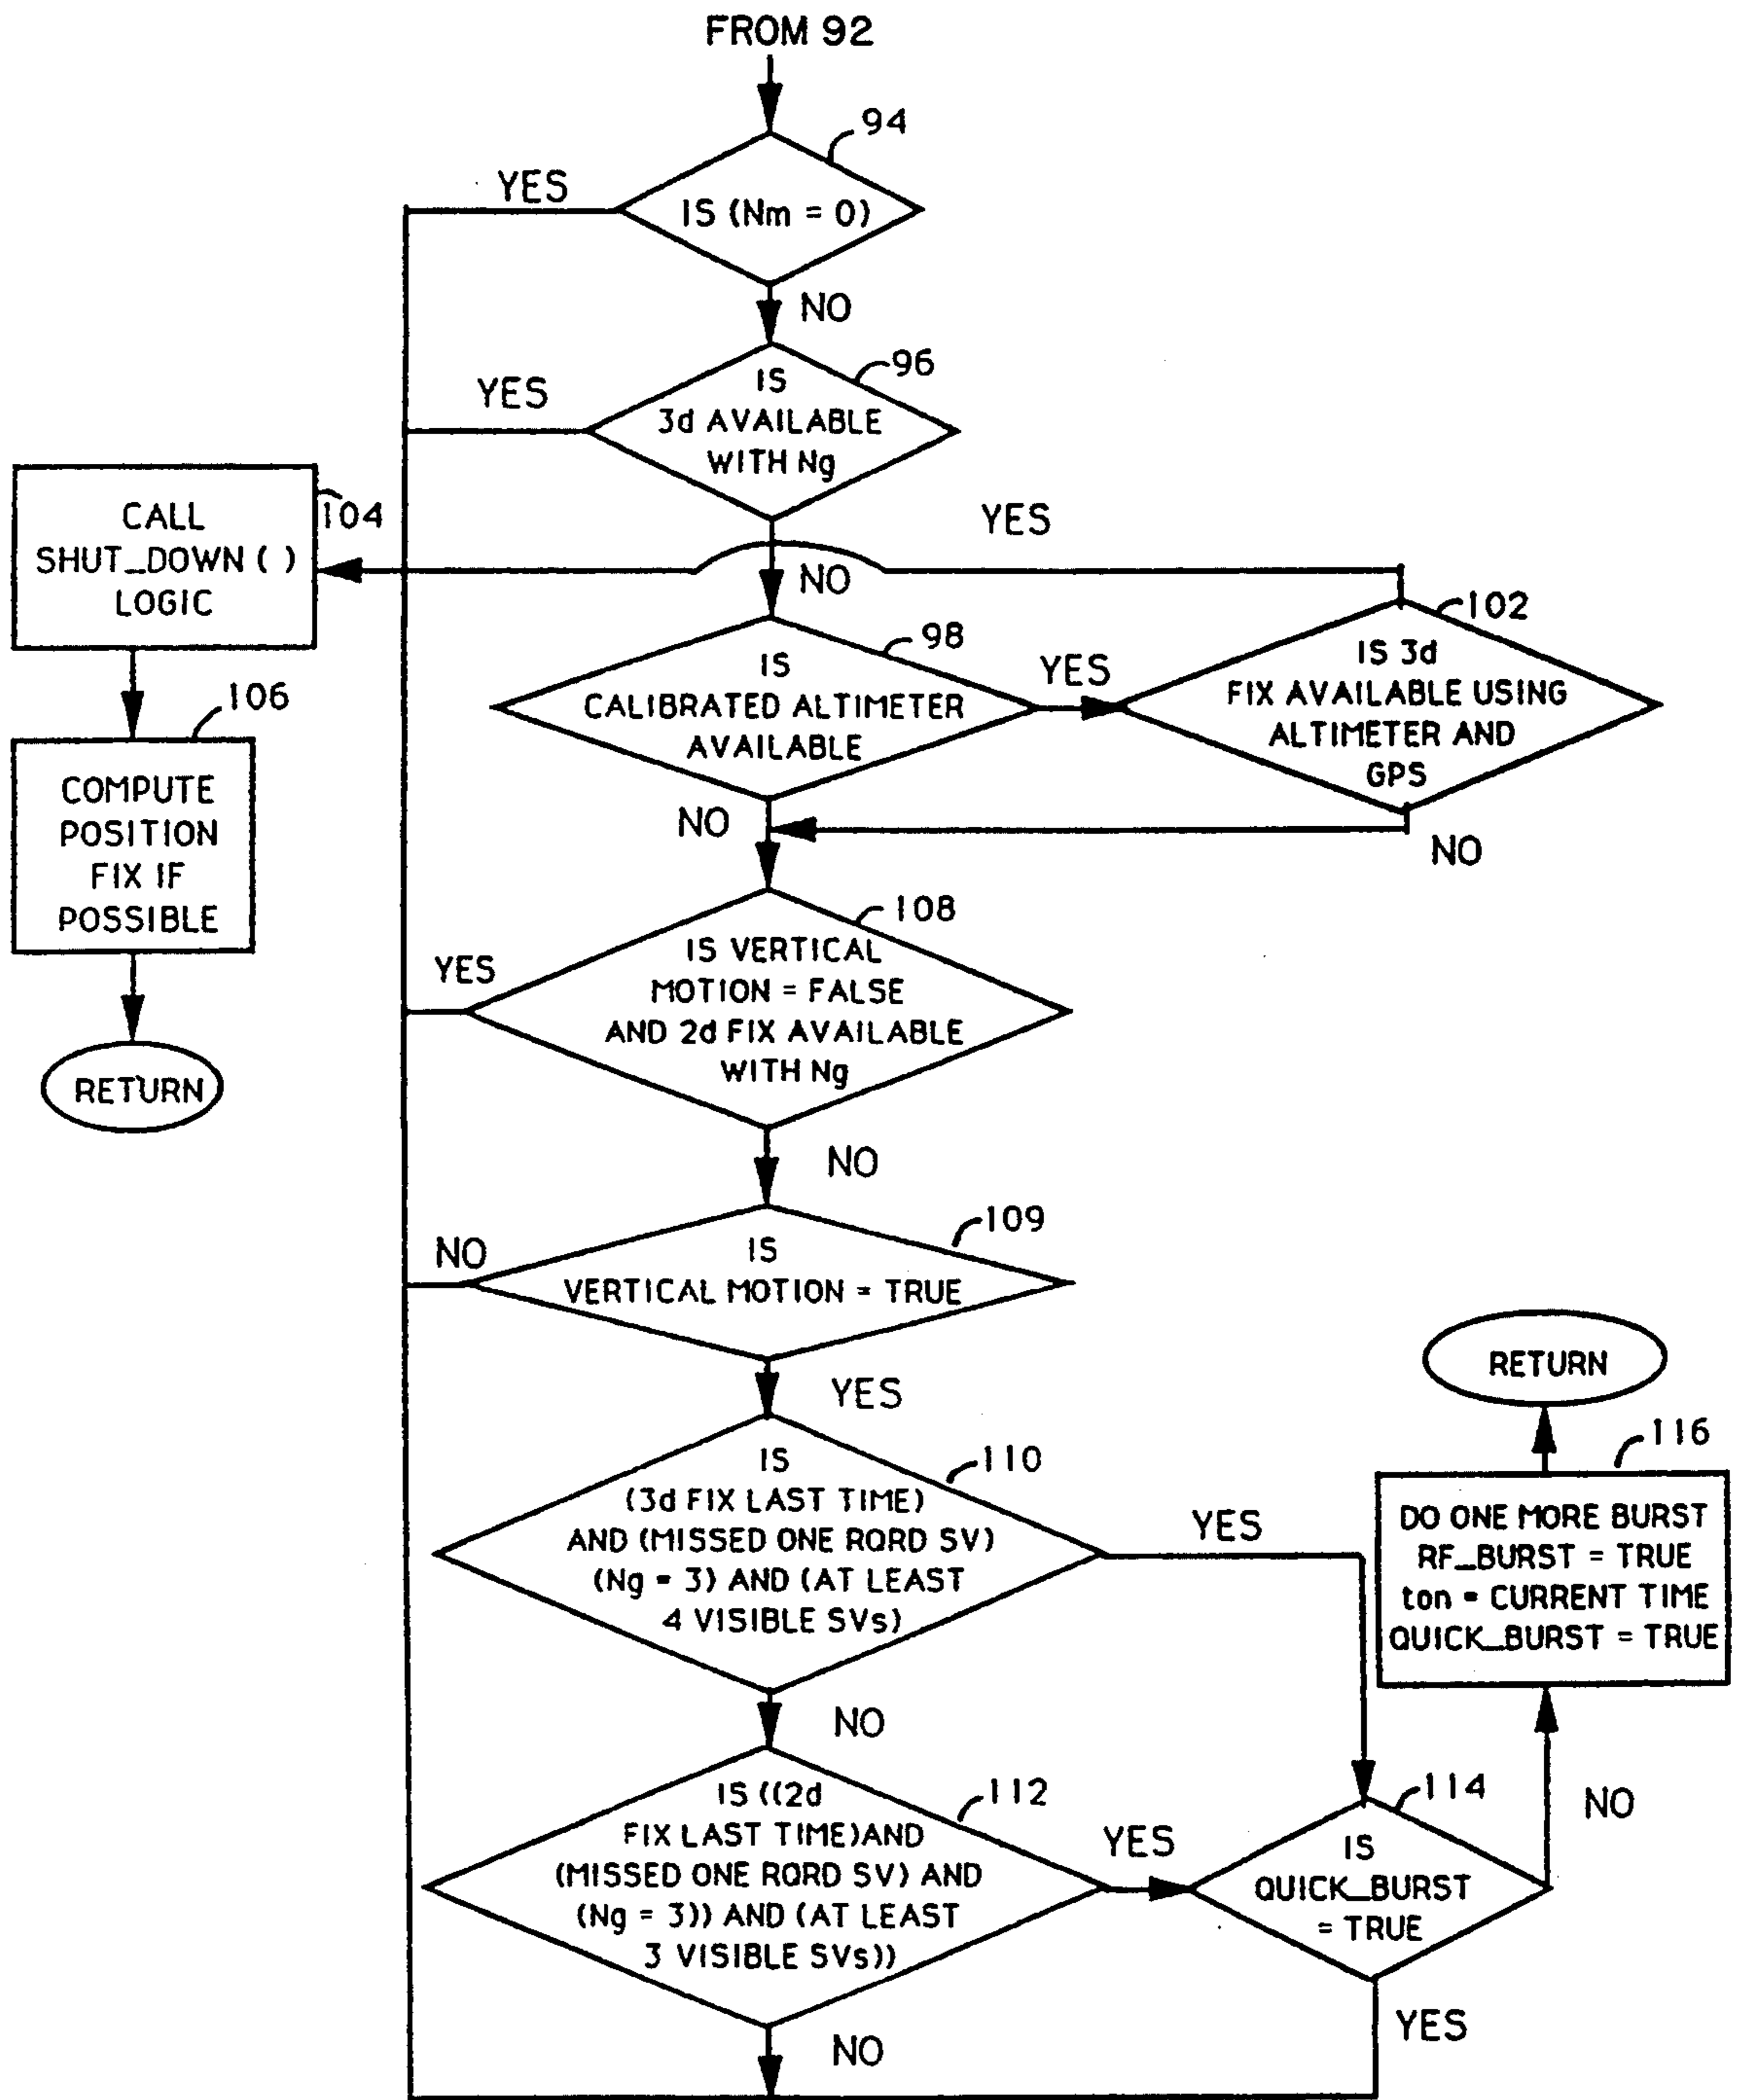 FROM 92
94
YES
IS (Nm = 0)
NO
96
YES
IS
3d AVAILABLE
WITH Ng
104
CALL
SHUT_DOWN ( )
LOGIC
YES
NO
102
98
IS
CALIBRATED ALTIMETER
AVAILABLE
YES
IS 3d
FIX AVAILABLE USING
ALTIMETER AND
GPS
106
COMPUTE
POSITION
FIX IF
POSSIBLE
NO
NO
108
YES
IS VERTICAL
MOTION = FALSE
AND 2d FIX AVAILABLE
WITH Ng
RETURN
NO
109
NO
IS
VERTICAL MOTION = TRUE
YES
RETURN
110
IS
(3d FIX LAST TIME)
AND (MISSED ONE RQRD SV)
(Ng = 3) AND (AT LEAST
4 VISIBLE SVs)
YES
116
DO ONE MORE BURST
RF_BURST = TRUE
ton = CURRENT TIME
QUICK_BURST = TRUE
NO
112
IS ((2d
FIX LAST TIME)AND
(MISSED ONE RQRD SV) AND
(Ng = 3)) AND (AT LEAST
3 VISIBLE SVs))
YES
114
IS
QUICK_BURST
= TRUE
NO
NO
YES